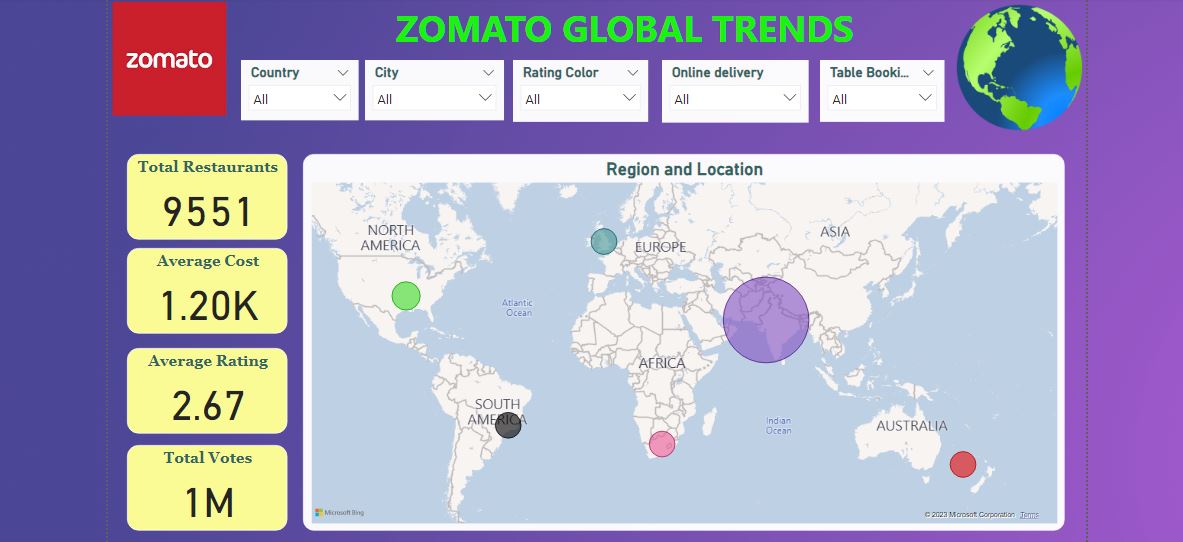 ZOMATO GLOBAL TRENDS
zomato
Country
All
City
All
Rating Color
All
Online delivery
All
Table Booki...
All
Total Restaurants
9551
Average Cost
1.20K
Average Rating
2.67
Total Votes
1M
Region and Location
NORTH
AMERICA
EUROPE
ASIA
Atlantic
Ocean
AFRICA
SOUTH
AMERICA
Indian
Ocean
AUSTRALIA
Microsoft Bing
© 2023 Microsoft Corporation Terms